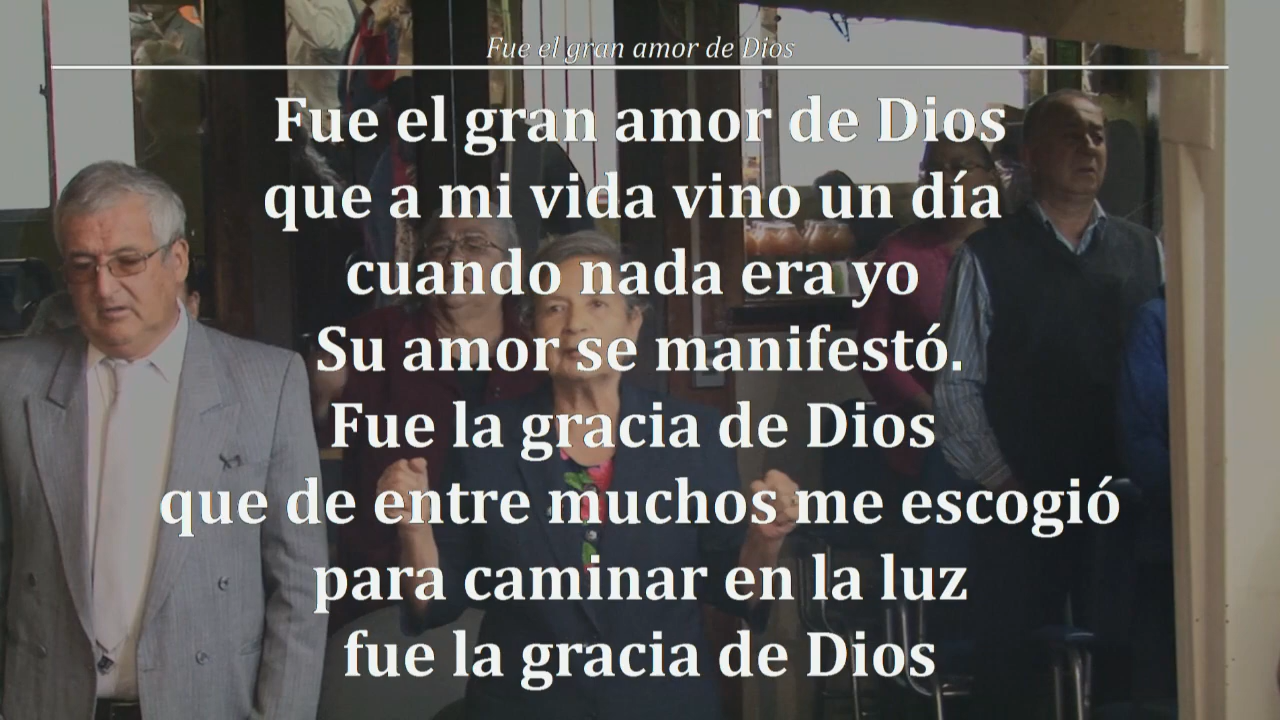 Fue el gran amor de Dios
Fue el gran amor de Dios
que a mi vida vino un día
cuando nada era yo
Su amor se manifestó.
Fue la gracia de Dios
que de entre muchos me escogió
para caminar en la luz
fue la gracia de Dios